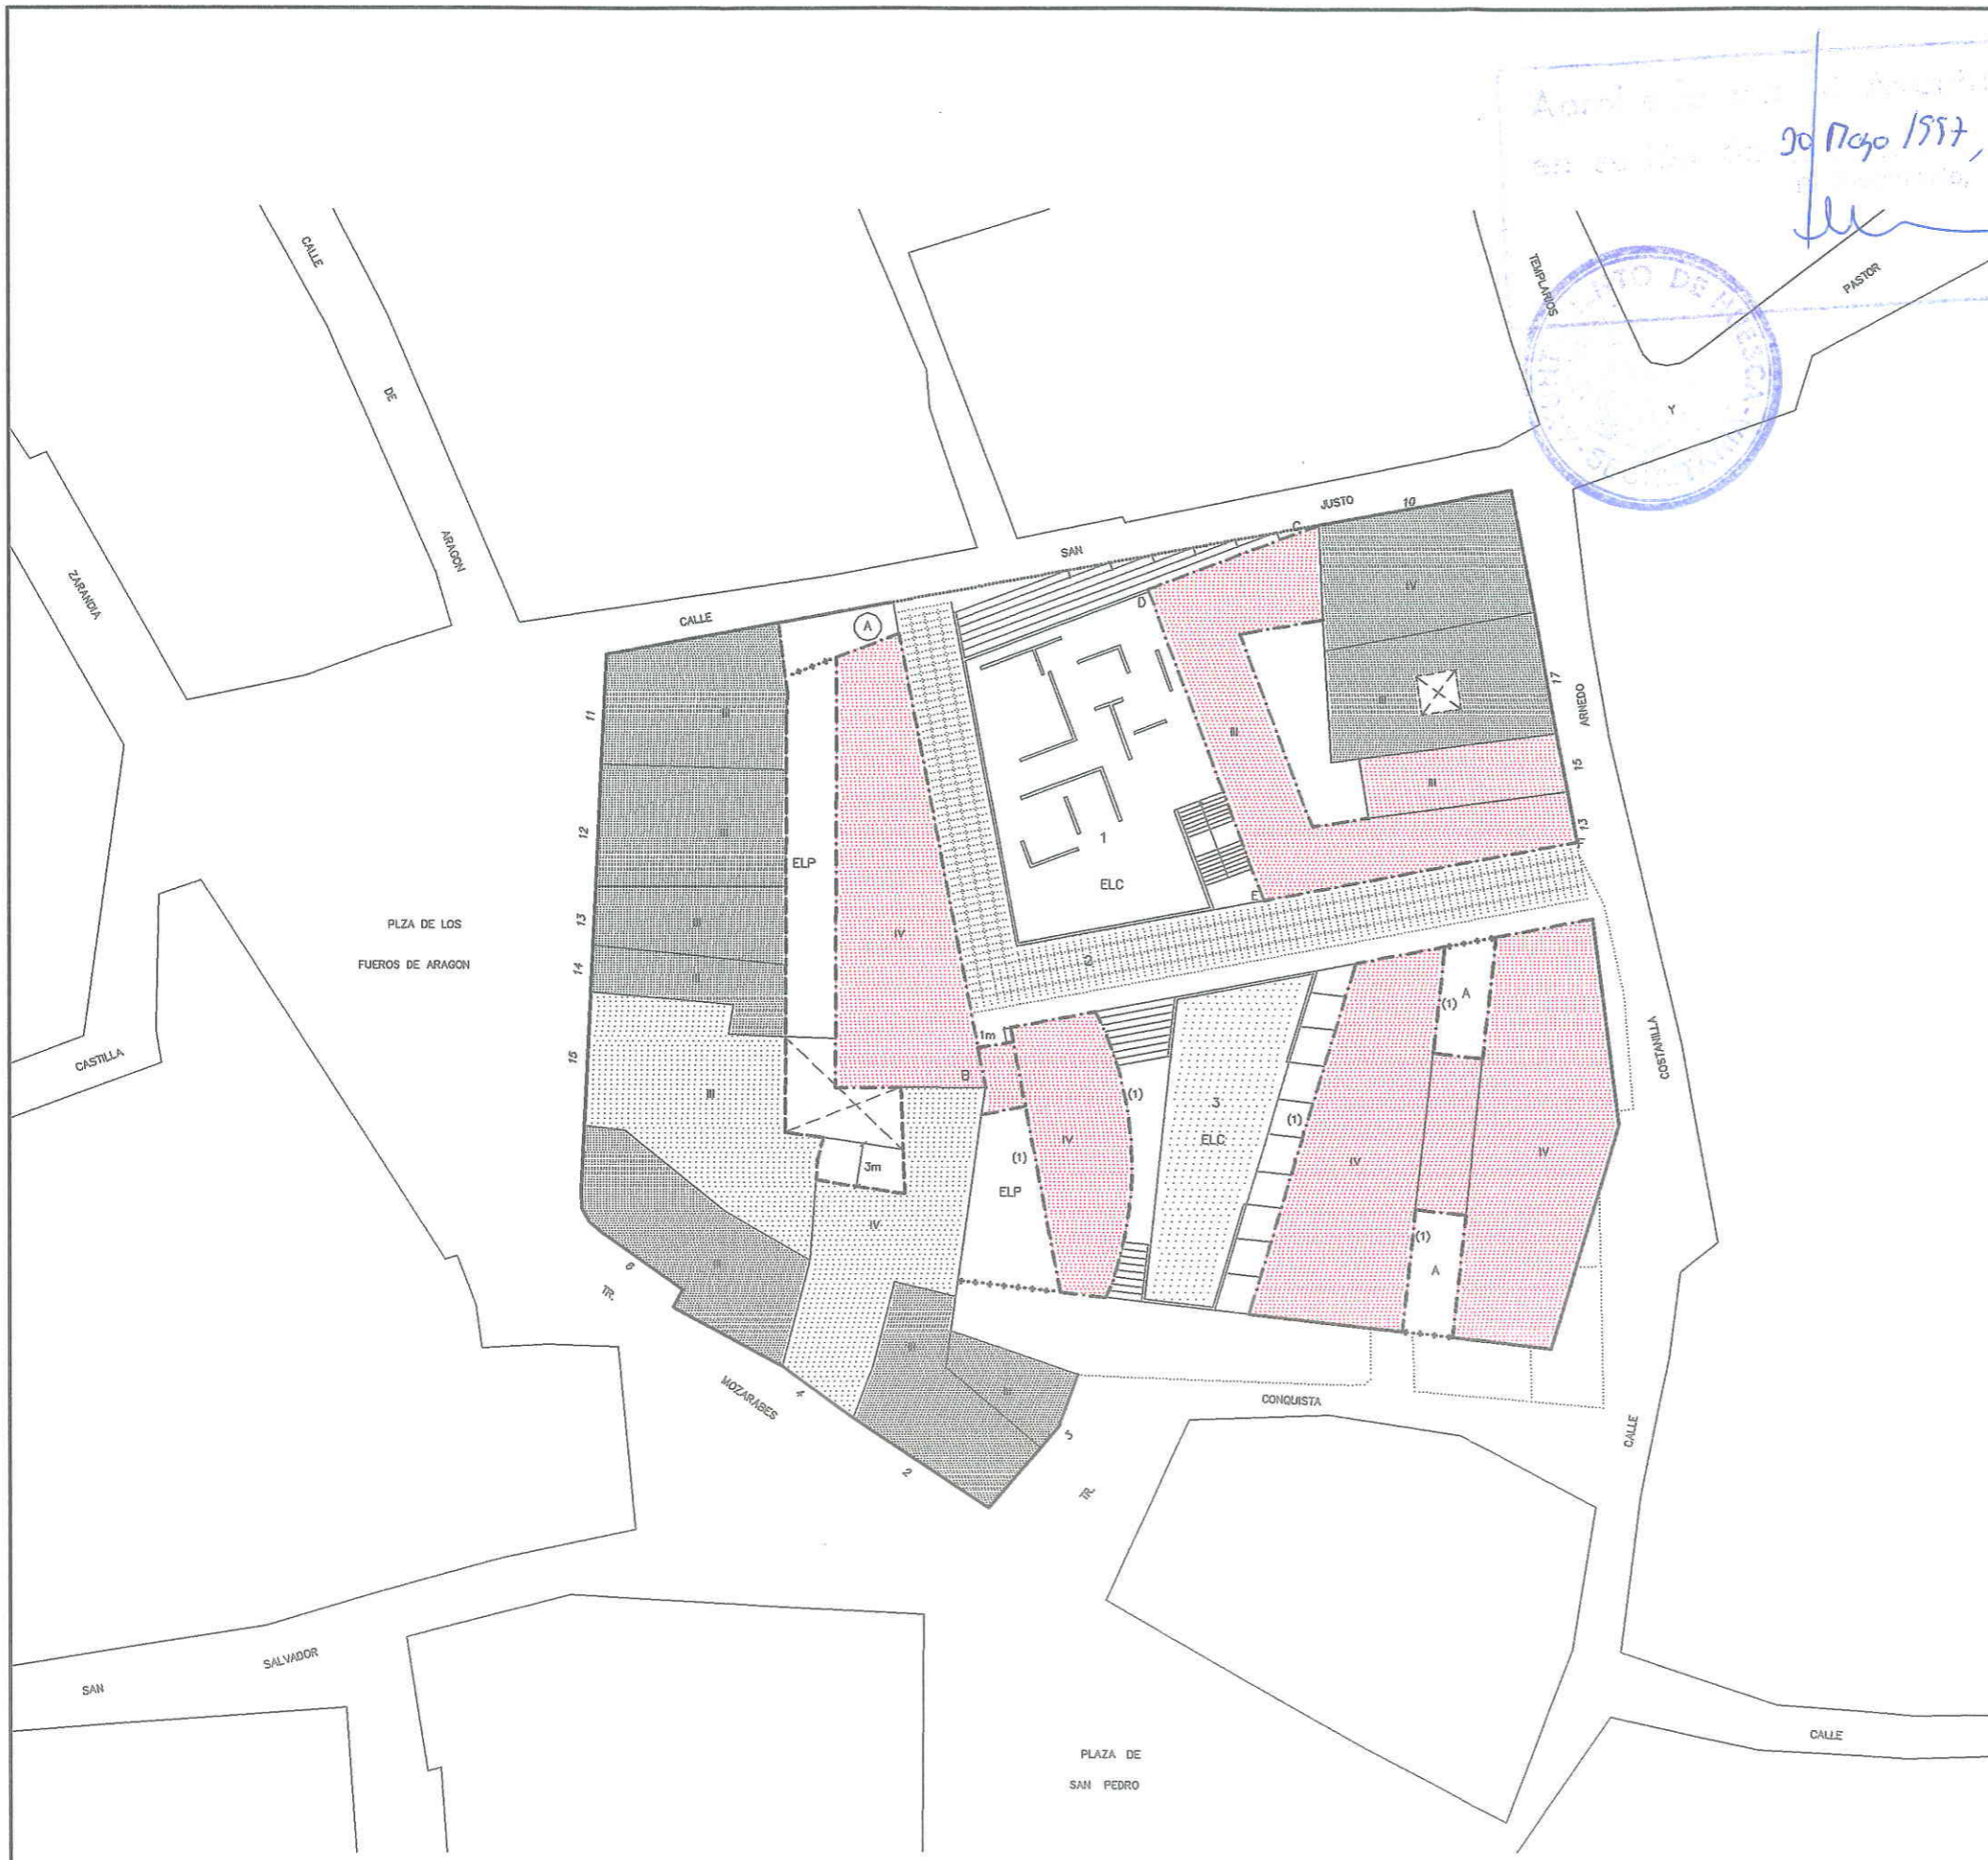 30 Mayo 1997,
CALLE
DE
ARAGON
ZARANDIA
TEMPLARIOS
Y
PASTOR
CALLE
SAN
JUSTO
10
C
D
A
11
12
13
14
15
III
III
III
II
III
ELP
IV
1
ELC
E
F
2
IV
III
III
III
17
15
13
ARNEDO
COSTANILLA
CALLE
PLZA DE LOS
FUEROS DE ARAGON
CASTILLA
1m
B
(1)
ELP
IV
(1)
3
ELC
(1)
IV
(1)
A
IV
(1)
A
3m
IV
III
III
III
6
TR.
MOZARABES
4
2
5
TR.
CONQUISTA
SAN
SALVADOR
PLAZA DE
SAN PEDRO
CALLE